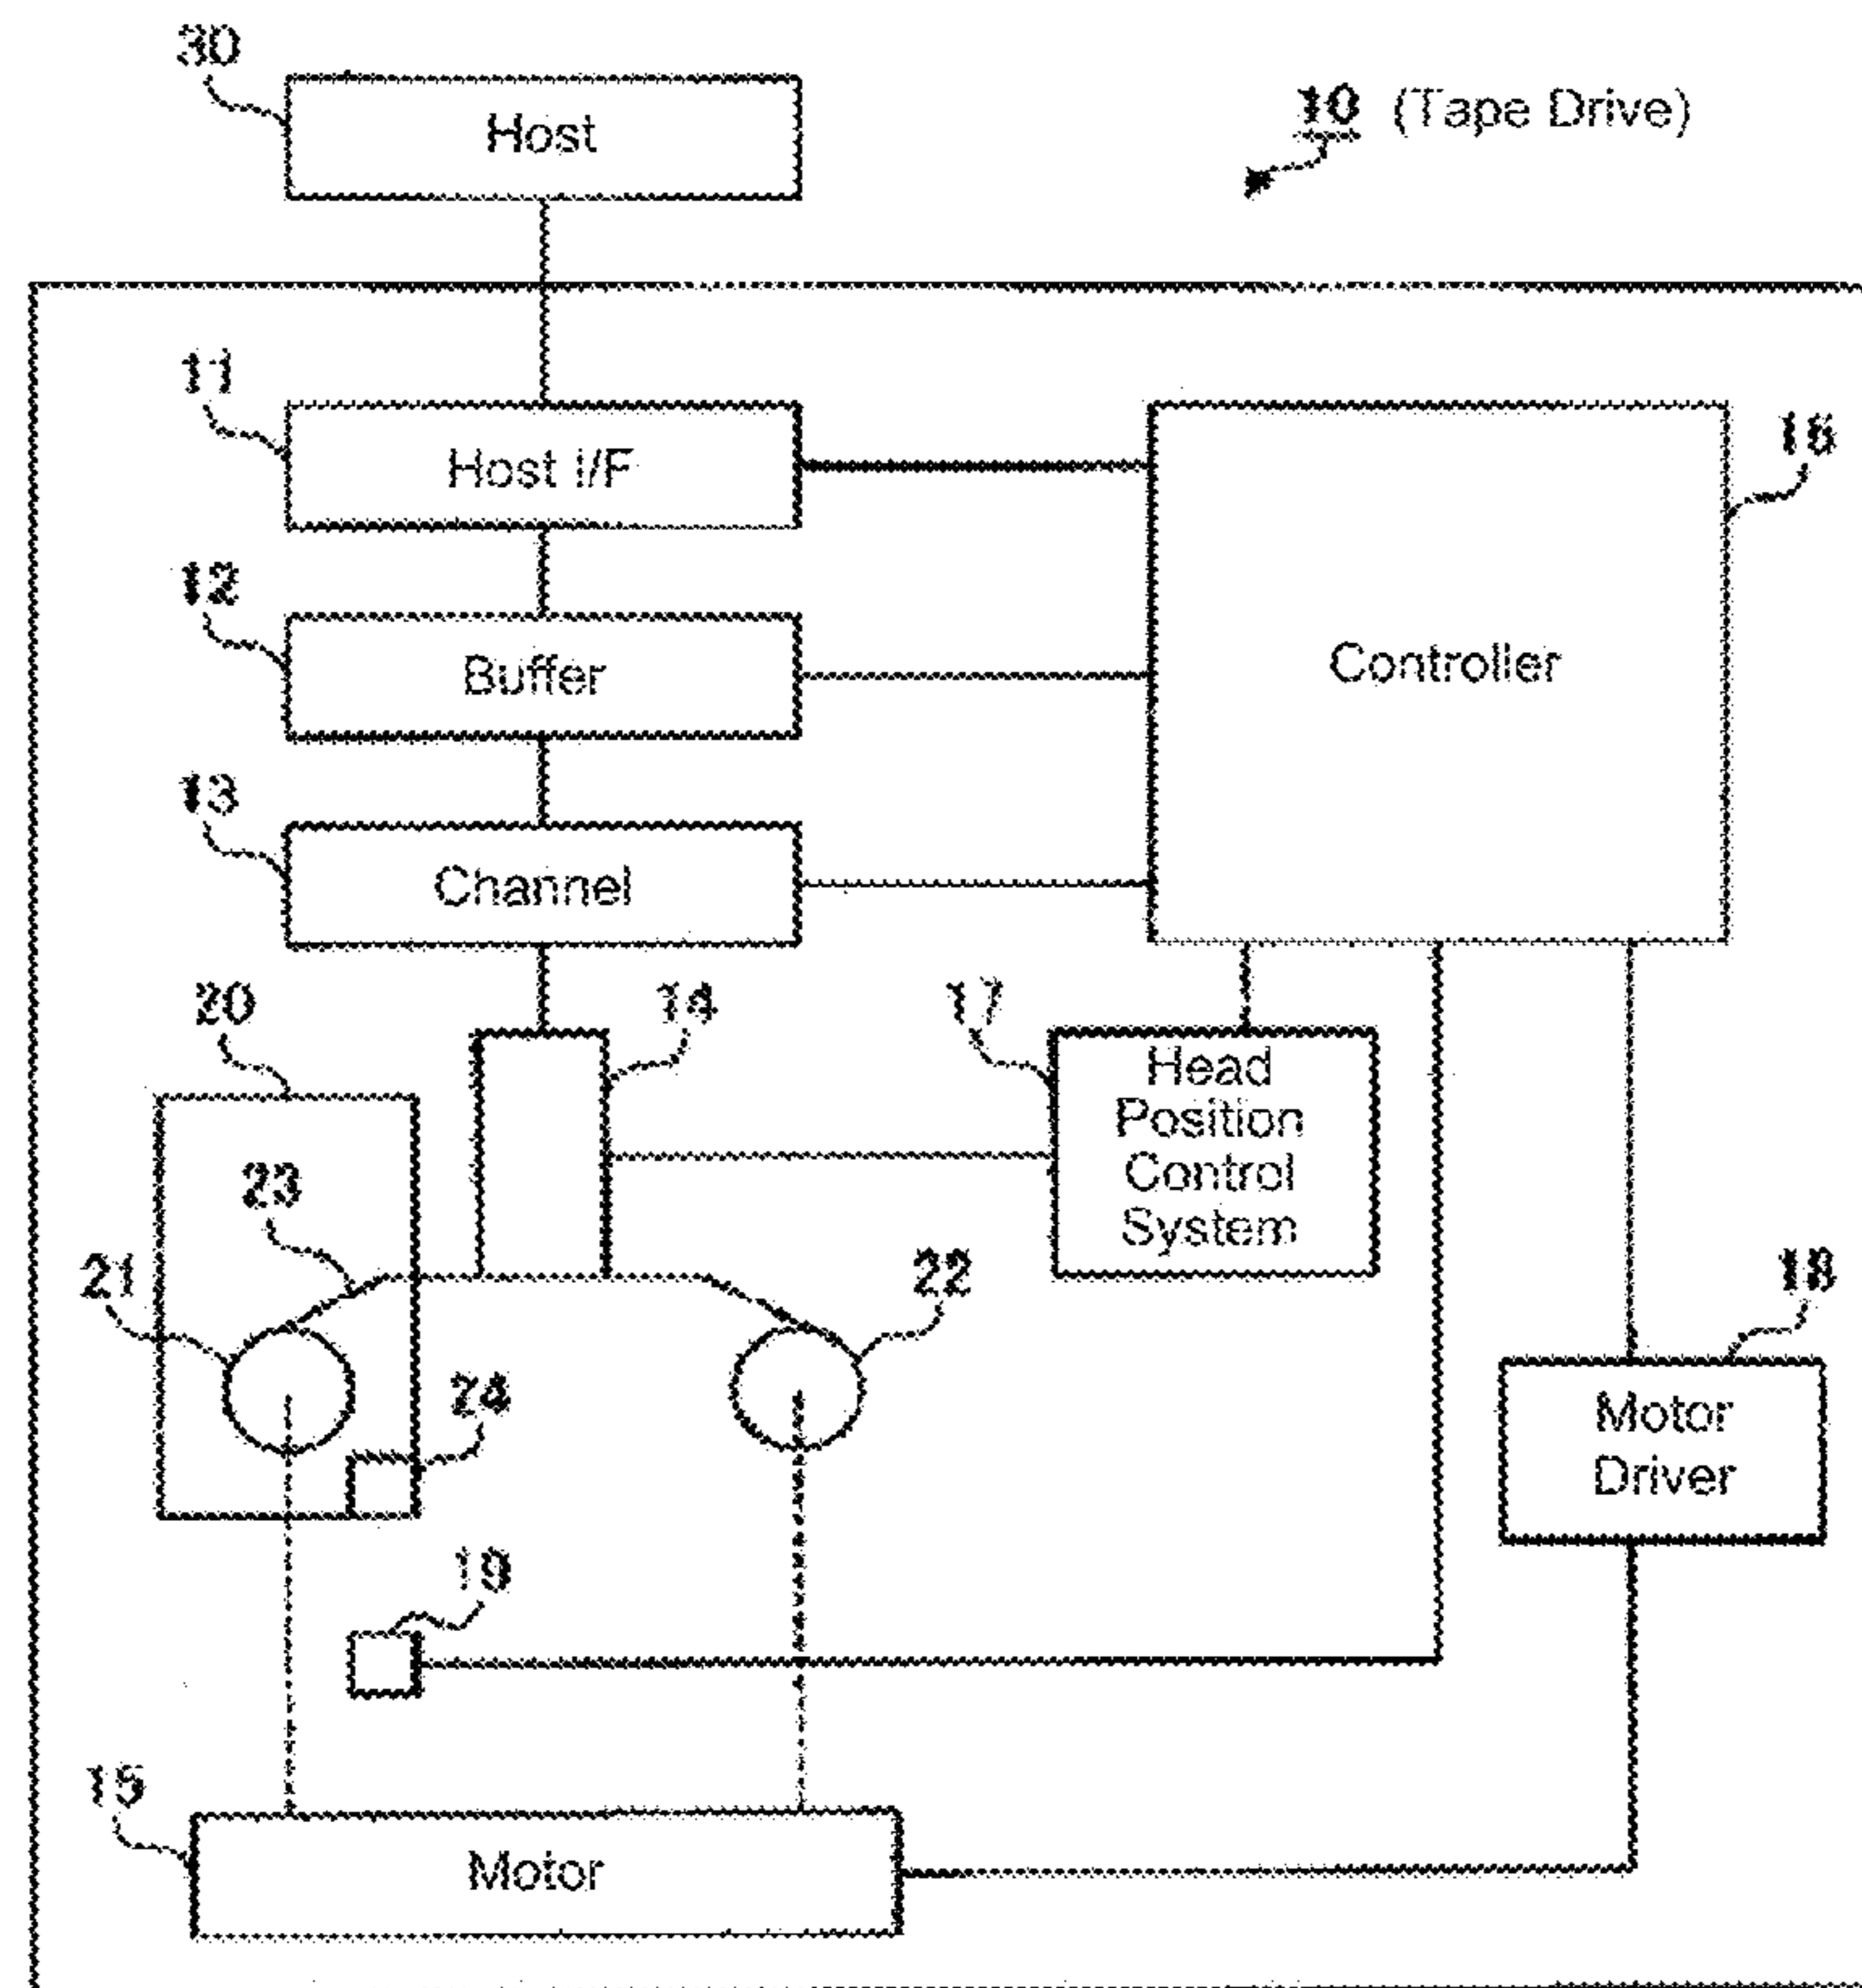 30
Host
10 (Tape Drive)
11
Host I/F
16
12
Buffer
Controller
13
Channel
20
14
17
Head
Position
Control
System
23
21
22
18
24
Motor
Driver
19
15
Motor